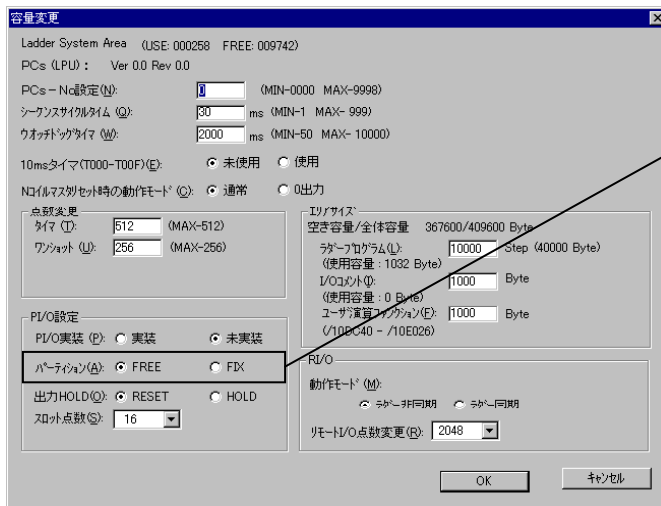 容量変更
Ladder System Area (USE: 000258 FREE: 009742)
PCs (LPU) : Ver 0.0 Rev 0.0
PCs－No設定(N): 0 (MIN-0000 MAX-9998)
シーケンスサイクルタイム (Q): 30 ms (MIN-1 MAX- 999)
ウオッチドッグタイマ (W): 2000 ms (MIN-50 MAX- 10000)
10msタイマ(T000-T00F)(E): 未使用 使用
Nコイルマスタリセット時の動作モード (C): 通常 0出力
点数変更
タイマ (T): 512 (MAX-512)
ワンショット (U): 256 (MAX-256)
エリアサイズ
空き容量/全体容量 367600/409600 Byte
ラダープログラム(L): 10000 Step (40000 Byte)
(使用容量 : 1032 Byte)
I/Oコメント(I): 1000 Byte
(使用容量 : 0 Byte)
ユーザ演算ファンクション(F): 1000 Byte
(/10DC40 - /10E026)
PI/O設定
PI/O実装 (P): 実装 未実装
パーティション(A): FREE FIX
出力HOLD(O): RESET HOLD
スロット点数(S): 16
RI/O
動作モード (M):
ラダー非同期 ラダー同期
リモートI/O点数変更(R): 2048
OK キャンセル